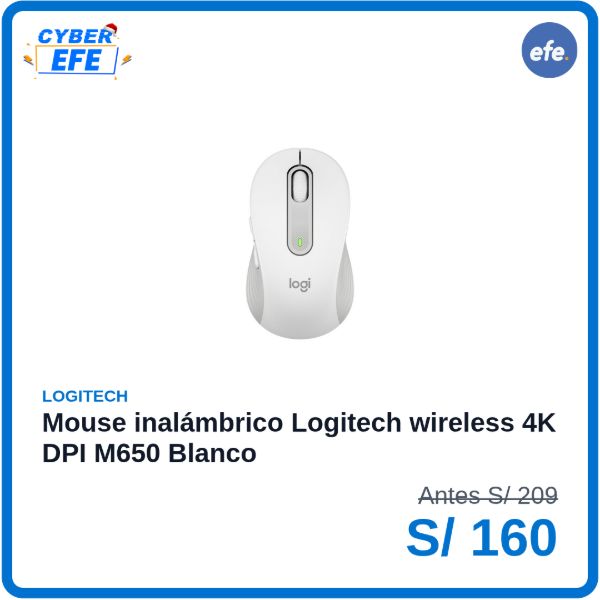 CYBER
EFE
efe.
logi
LOGITECH
Mouse inalámbrico Logitech wireless 4K
DPI M650 Blanco
Antes S/ 209
S/ 160